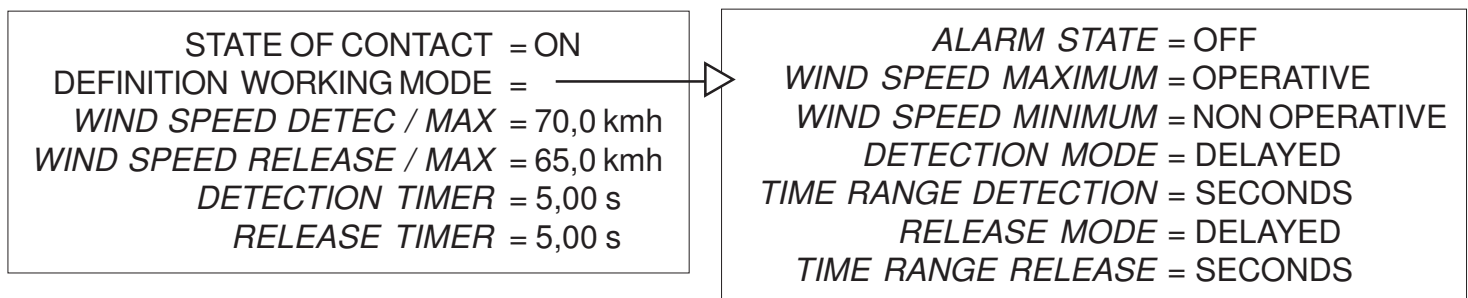 STATE OF CONTACT = ON
DEFINITION WORKING MODE =
WIND SPEED DETEC / MAX = 70,0 kmh
WIND SPEED RELEASE / MAX = 65,0 kmh
DETECTION TIMER = 5,00 s
RELEASE TIMER = 5,00 s
ALARM STATE = OFF
WIND SPEED MAXIMUM = OPERATIVE
WIND SPEED MINIMUM = NON OPERATIVE
DETECTION MODE = DELAYED
TIME RANGE DETECTION = SECONDS
RELEASE MODE = DELAYED
TIME RANGE RELEASE = SECONDS